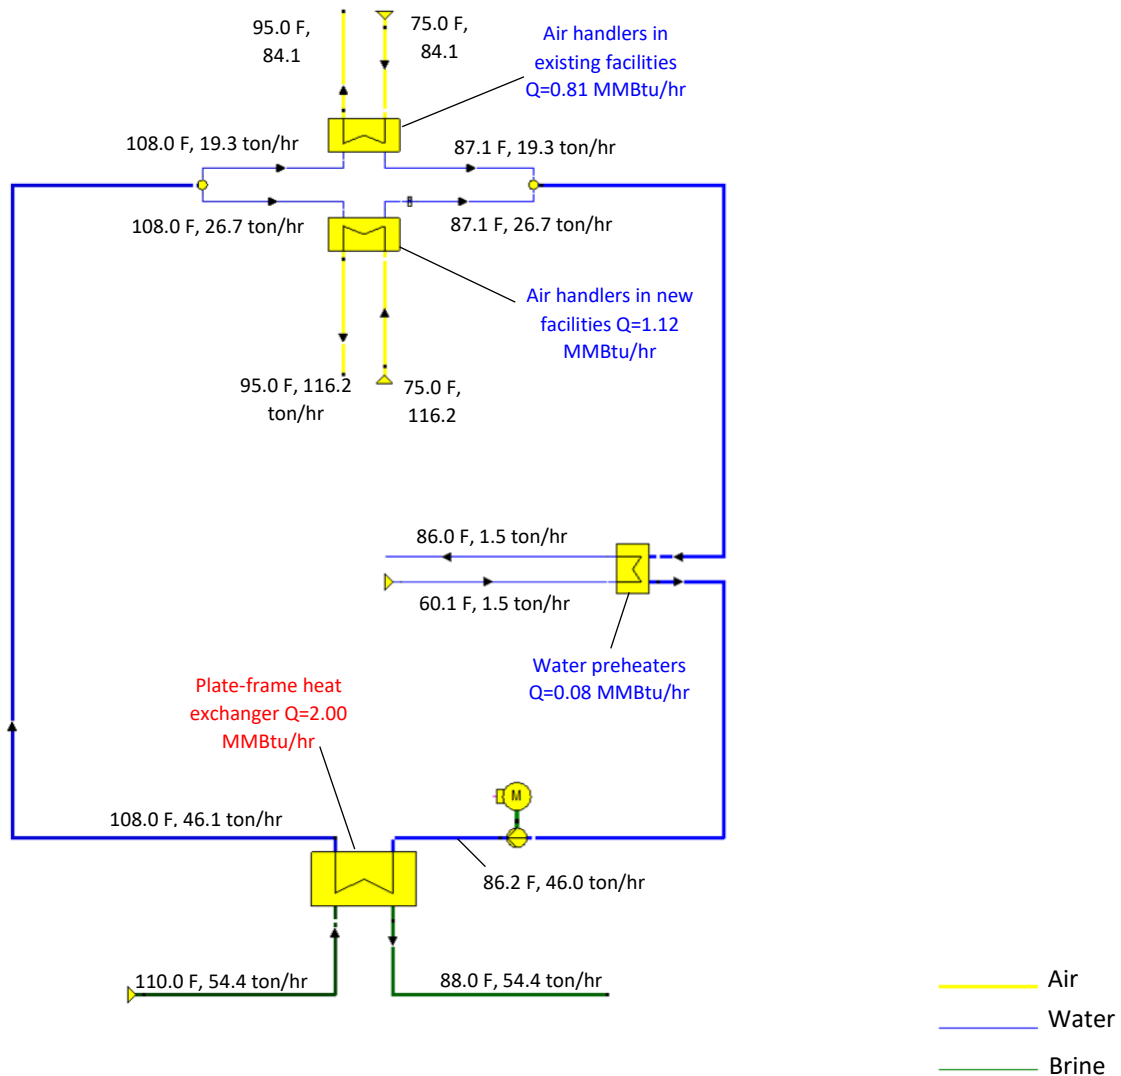 95.0 F,
84.1
75.0 F,
84.1
Air handlers in
existing facilities
Q=0.81 MMBtu/hr
108.0 F, 19.3 ton/hr
87.1 F, 19.3 ton/hr
108.0 F, 26.7 ton/hr
87.1 F, 26.7 ton/hr
Air handlers in new
facilities Q=1.12
MMBtu/hr
95.0 F, 116.2
ton/hr
75.0 F,
116.2
86.0 F, 1.5 ton/hr
60.1 F, 1.5 ton/hr
Water preheaters
Q=0.08 MMBtu/hr
Plate-frame heat
exchanger Q=2.00
MMBtu/hr
M
108.0 F, 46.1 ton/hr
86.2 F, 46.0 ton/hr
110.0 F, 54.4 ton/hr
88.0 F, 54.4 ton/hr
Air
Water
Brine